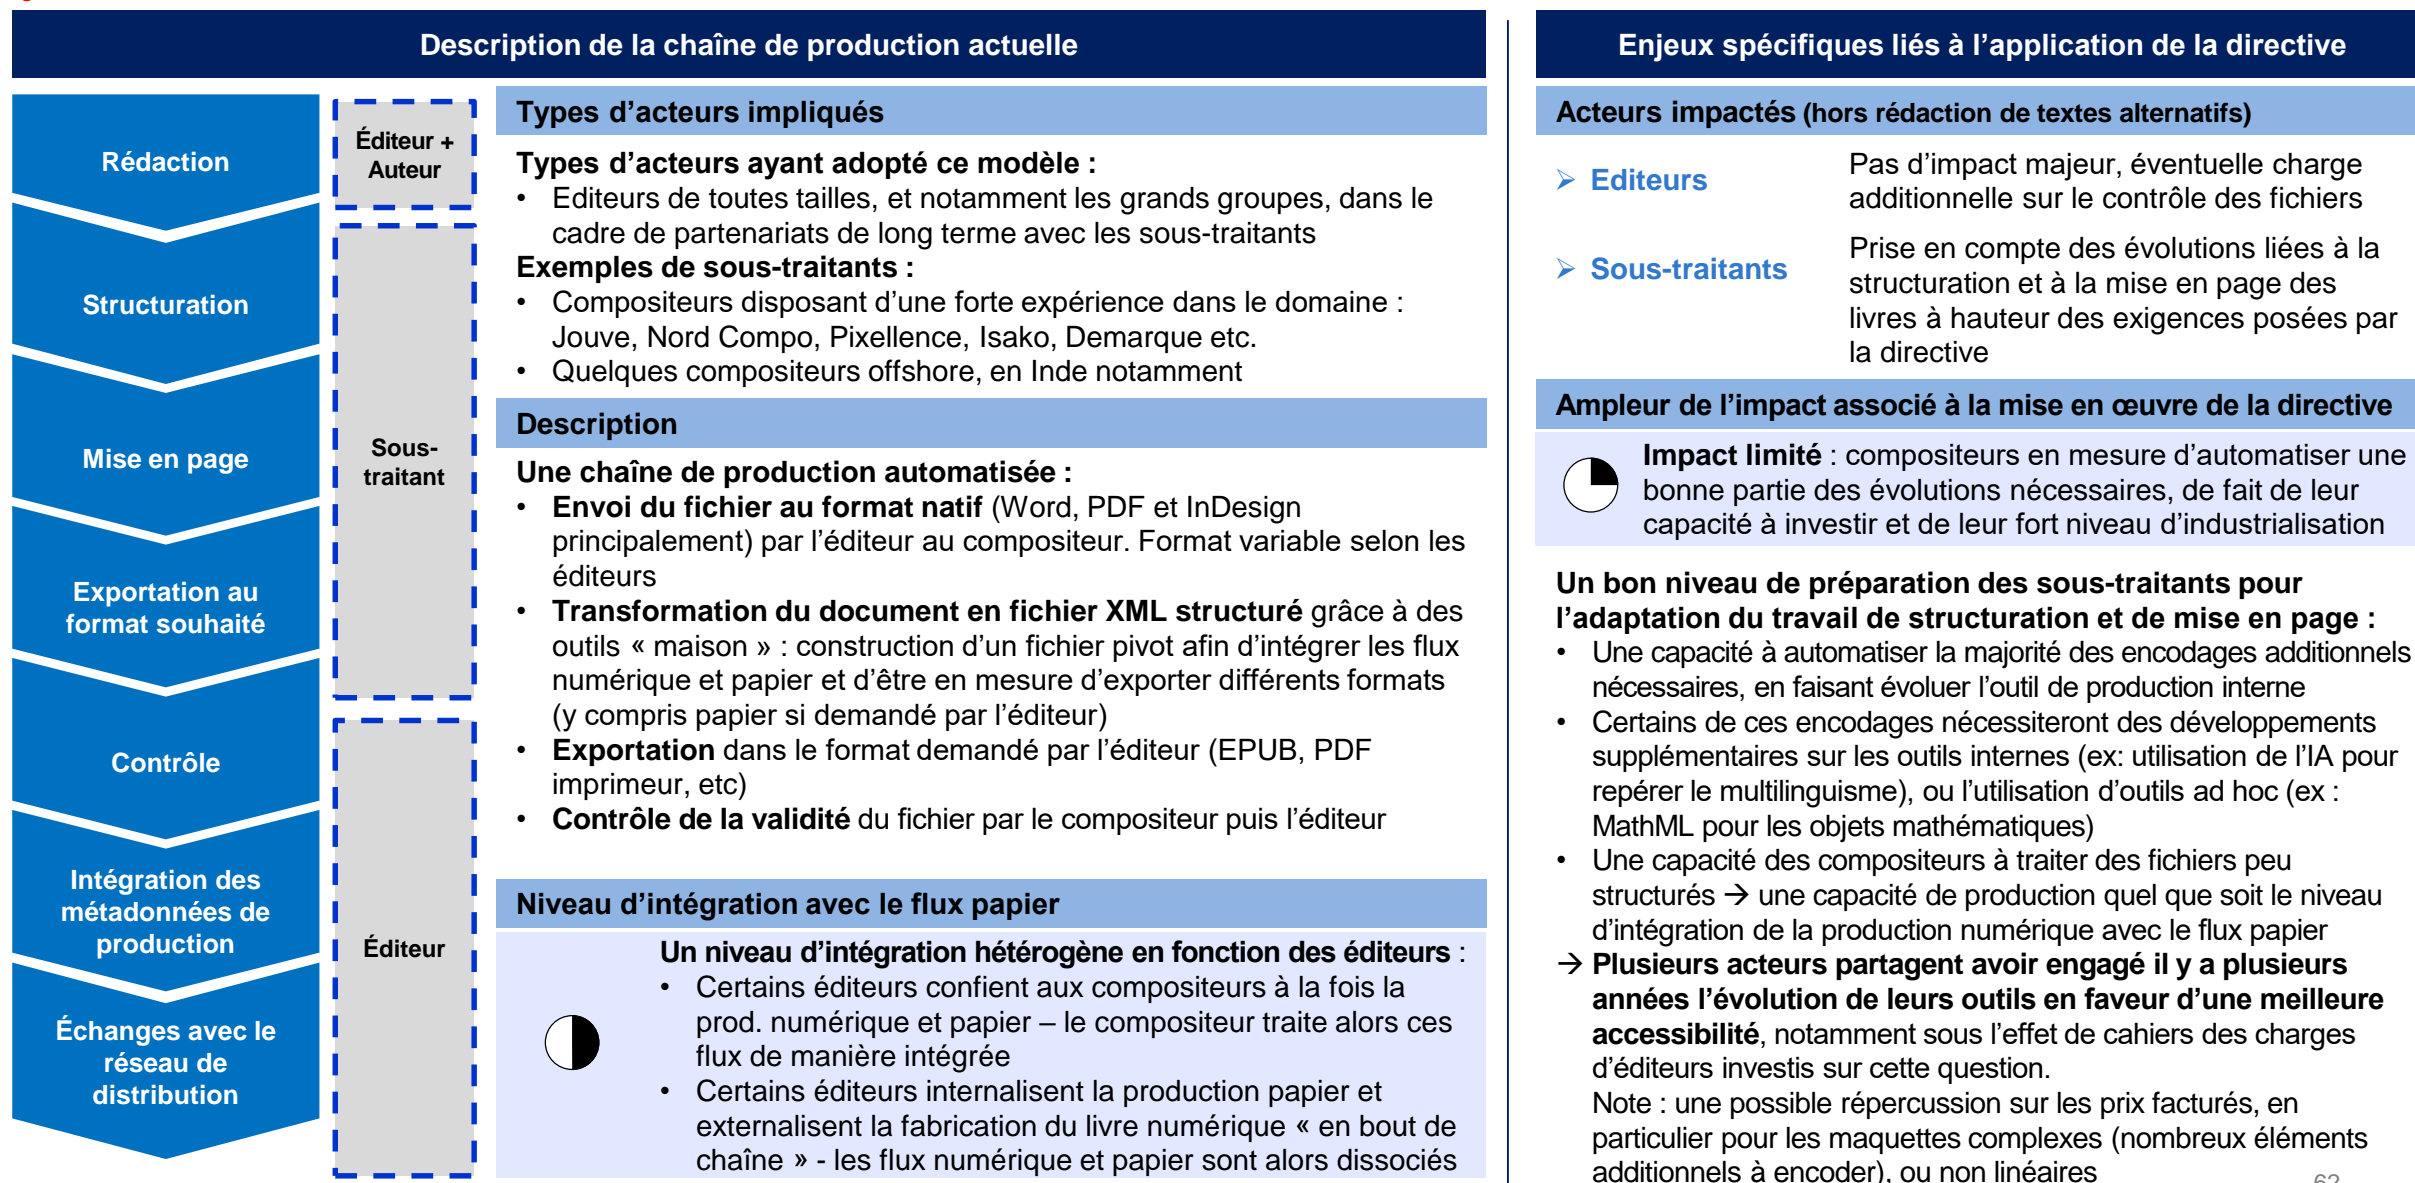 Description de la chaîne de production actuelle
Rédaction
Structuration
Mise en page
Exportation au
format souhaité
Contrôle
Intégration des
métadonnées de
production
Échanges avec le
réseau de
distribution
Éditeur +
Auteur
Sous-
traitant
Éditeur
Types d’acteurs impliqués
Types d’acteurs ayant adopté ce modèle :
• Editeurs de toutes tailles, et notamment les grands groupes, dans le
cadre de partenariats de long terme avec les sous-traitants
Exemples de sous-traitants :
• Compositeurs disposant d’une forte expérience dans le domaine :
Jouve, Nord Compo, Pixellence, Isako, Demarque etc.
• Quelques compositeurs offshore, en Inde notamment
Description
Une chaîne de production automatisée :
• Envoi du fichier au format natif (Word, PDF et InDesign
principalement) par l’éditeur au compositeur. Format variable selon les
éditeurs
• Transformation du document en fichier XML structuré grâce à des
outils « maison » : construction d’un fichier pivot afin d’intégrer les flux
numérique et papier et d’être en mesure d’exporter différents formats
(y compris papier si demandé par l’éditeur)
• Exportation dans le format demandé par l’éditeur (EPUB, PDF
imprimeur, etc)
• Contrôle de la validité du fichier par le compositeur puis l’éditeur
Niveau d’intégration avec le flux papier
Un niveau d’intégration hétérogène en fonction des éditeurs :
• Certains éditeurs confient aux compositeurs à la fois la
prod. numérique et papier – le compositeur traite alors ces
flux de manière intégrée
• Certains éditeurs internalisent la production papier et
externalisent la fabrication du livre numérique « en bout de
chaîne » - les flux numérique et papier sont alors dissociés
Enjeux spécifiques liés à l’application de la directive
Acteurs impactés (hors rédaction de textes alternatifs)
➢ Editeurs
Pas d’impact majeur, éventuelle charge
additionnelle sur le contrôle des fichiers
➢ Sous-traitants
Prise en compte des évolutions liées à la
structuration et à la mise en page des
livres à hauteur des exigences posées par
la directive
Ampleur de l’impact associé à la mise en œuvre de la directive
Impact limité : compositeurs en mesure d’automatiser une
bonne partie des évolutions nécessaires, de fait de leur
capacité à investir et de leur fort niveau d’industrialisation
Un bon niveau de préparation des sous-traitants pour
l’adaptation du travail de structuration et de mise en page :
• Une capacité à automatiser la majorité des encodages additionnels
nécessaires, en faisant évoluer l’outil de production interne
• Certains de ces encodages nécessiteront des développements
supplémentaires sur les outils internes (ex: utilisation de l’IA pour
repérer le multilinguisme), ou l’utilisation d’outils ad hoc (ex :
MathML pour les objets mathématiques)
• Une capacité des compositeurs à traiter des fichiers peu
structurés → une capacité de production quel que soit le niveau
d’intégration de la production numérique avec le flux papier
→ Plusieurs acteurs partagent avoir engagé il y a plusieurs
années l’évolution de leurs outils en faveur d’une meilleure
accessibilité, notamment sous l’effet de cahiers des charges
d’éditeurs investis sur cette question.
Note : une possible répercussion sur les prix facturés, en
particulier pour les maquettes complexes (nombreux éléments
additionnels à encoder), ou non linéaires
62